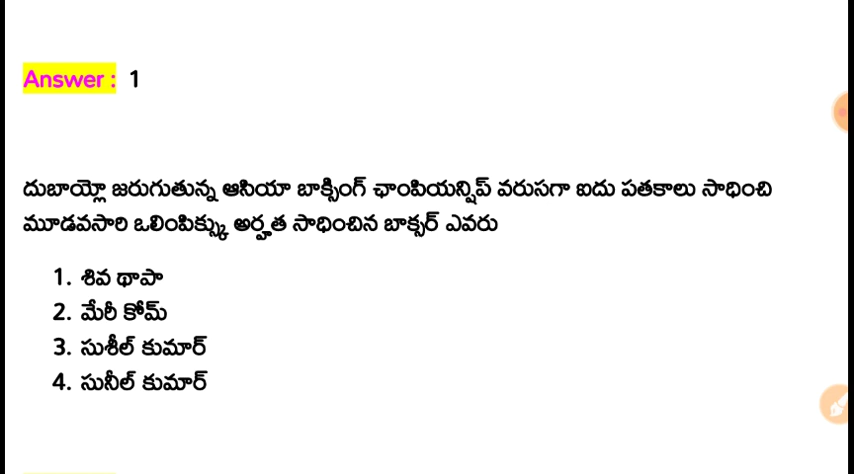 Answer : 1
దుబాయ్లో జరుగుతున్న ఆసియా బాక్సింగ్ ఛాంపియన్షిప్ వరుసగా ఐదు పతకాలు సాధించి
మూడవసారి ఒలింపిక్స్కు అర్హత సాధించిన బాక్సర్ ఎవరు
1. శివ థాపా
2. మేరీ కోమ్
3. సుశీల్ కుమార్
4. సునీల్ కుమార్